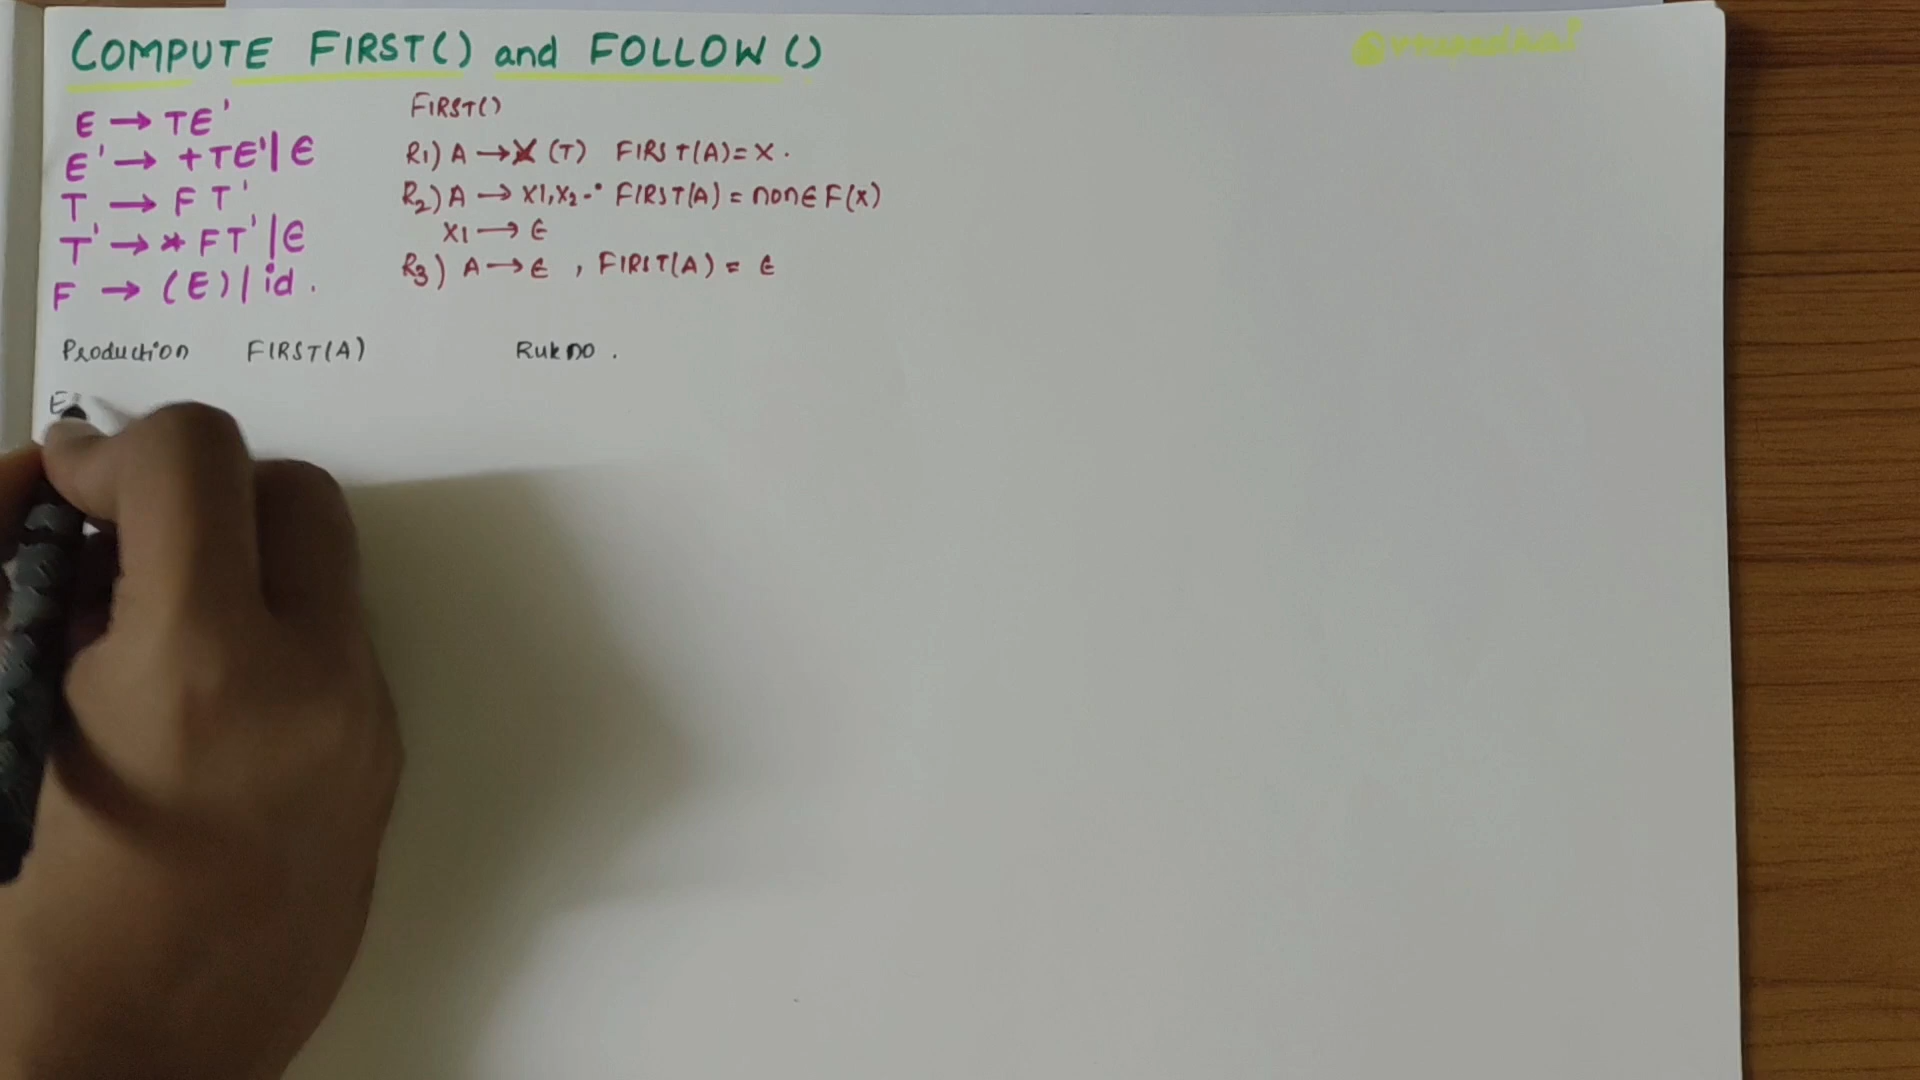 COMPUTE FIRST() and FOLLOW()
E → TE'
E' → +TE'|ϵ
T → FT'
T' → *FT'|ϵ
F → (E)|id.
FIRST()
R1) A → X (T) FIRST(A)=X.
R2) A → X1,X2-• FIRST(A) = nonϵ F(x)
X1 → ϵ
R3) A → ϵ , FIRST(A) = ϵ
Production FIRST(A) Rule no.
E